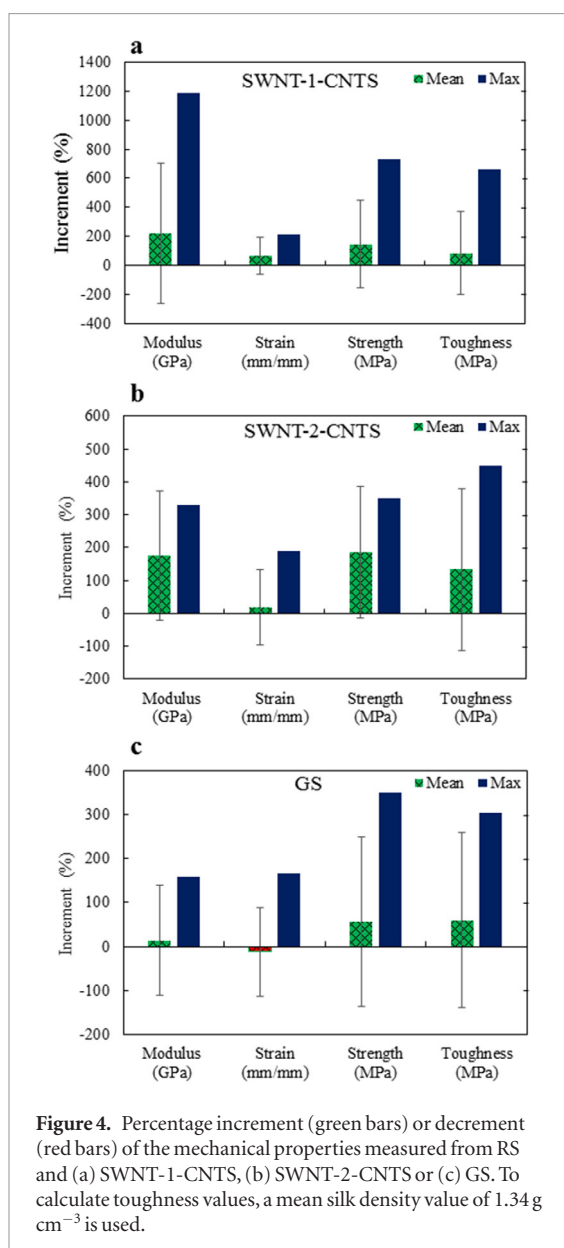 a
SWNT-1-CNTS
Mean Max
Increment (%)
1400
1200
1000
800
600
400
200
0
-200
-400
Modulus Strain Strength Toughness
(GPa) (mm/mm) (MPa) (MPa)
b
SWNT-2-CNTS
Mean Max
Increment (%)
600
500
400
300
200
100
0
-100
-200
Modulus Strain Strength Toughness
(GPa) (mm/mm) (MPa) (MPa)
c
GS
Mean Max
Increment (%)
400
300
200
100
0
-100
-200
Modulus Strain Strength Toughness
(GPa) (mm/mm) (MPa) (MPa)
Figure 4. Percentage increment (green bars) or decrement
(red bars) of the mechanical properties measured from RS
and (a) SWNT-1-CNTS, (b) SWNT-2-CNTS or (c) GS. To
calculate toughness values, a mean silk density value of 1.34 g
cm⁻³ is used.